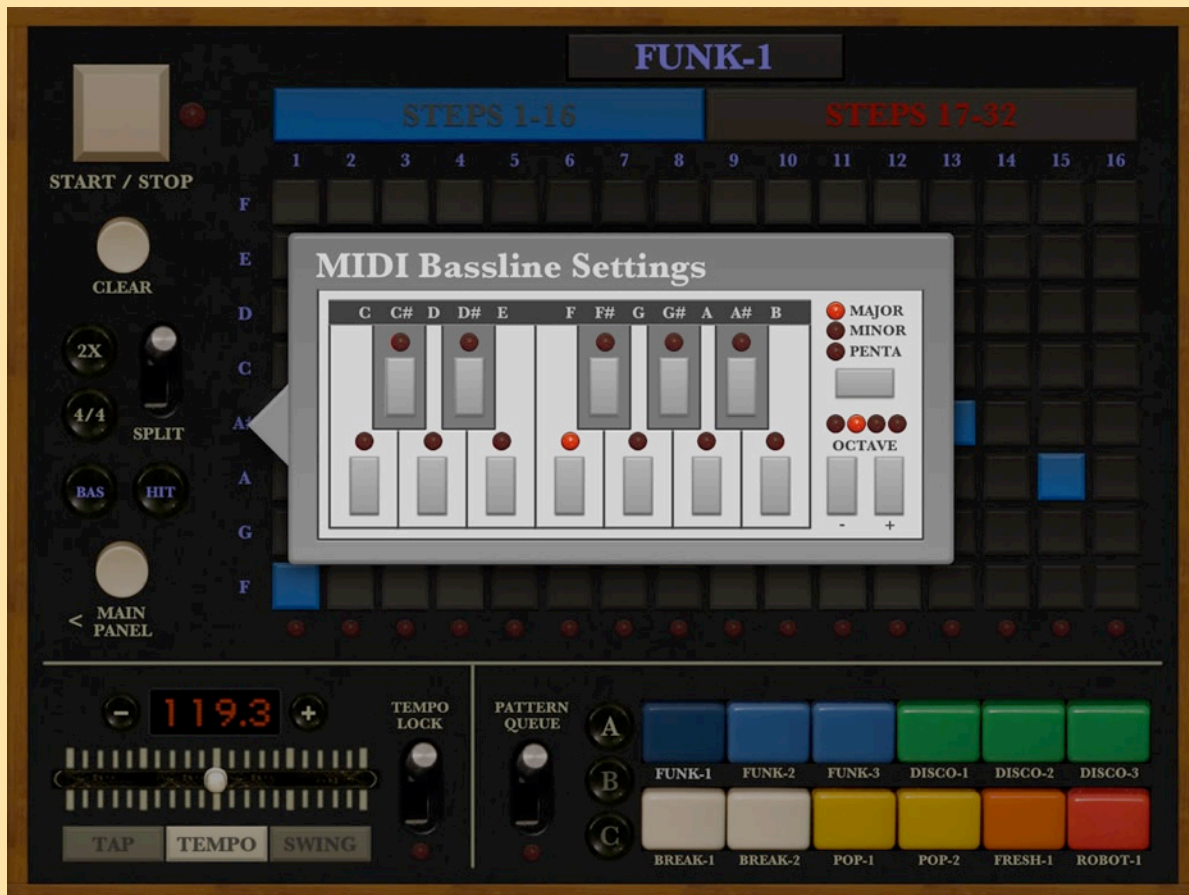 FUNK-1
STEPS 1-16 STEPS 17-32
1 2 3 4 5 6 7 8 9 10 11 12 13 14 15 16
START / STOP
F
E
CLEAR
MIDI Bassline Settings
C C# D D# E F F# G G# A A# B
MAJOR
MINOR
PENTA
D
2X
C
4/4
SPLIT
A#
OCTAVE
A
BAS HIT
- +
G
F
< MAIN
PANEL
- 119.3 +
TEMPO
LOCK
PATTERN
QUEUE
A
B
C
FUNK-1 FUNK-2 FUNK-3 DISCO-1 DISCO-2 DISCO-3
TAP TEMPO SWING
BREAK-1 BREAK-2 POP-1 POP-2 FRESH-1 ROBOT-1